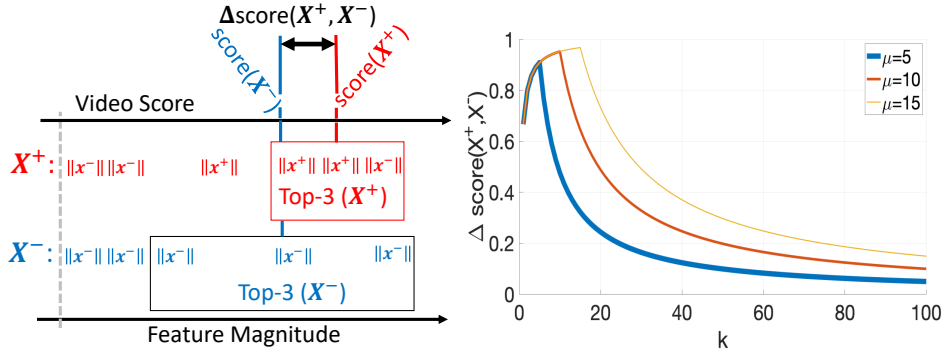 Δscore(X⁺, X⁻)
score(X⁻)
score(X⁺)
Video Score
X⁺: ‖x⁻‖ ‖x⁻‖ ‖x⁺‖ ‖x⁺‖ ‖x⁺‖ ‖x⁻‖
Top-3 (X⁺)
X⁻: ‖x⁻‖ ‖x⁻‖ ‖x⁻‖ ‖x⁻‖ ‖x⁻‖
Top-3 (X⁻)
Feature Magnitude
Δ score(X⁺,X⁻)
1
0.8
0.6
0.4
0.2
0
0 20 40 60 80 100
k
μ=5
μ=10
μ=15